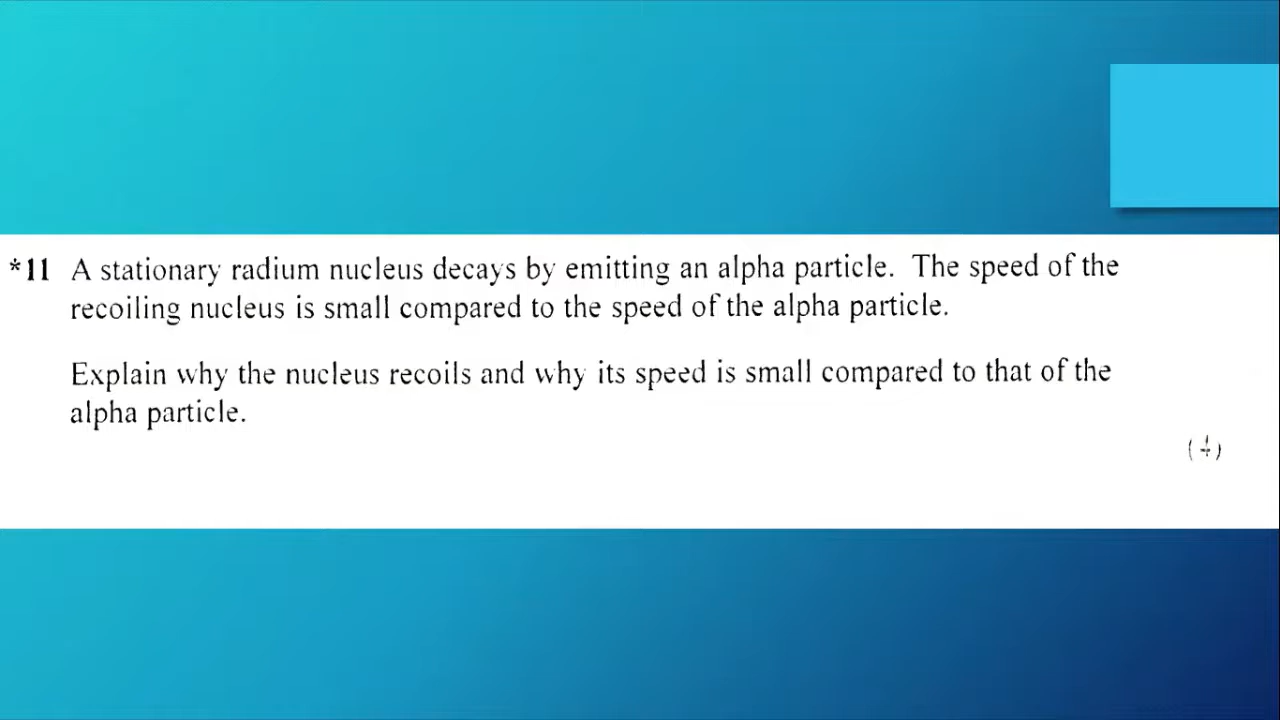 *11 A stationary radium nucleus decays by emitting an alpha particle. The speed of the
recoiling nucleus is small compared to the speed of the alpha particle.
Explain why the nucleus recoils and why its speed is small compared to that of the
alpha particle.
(4)